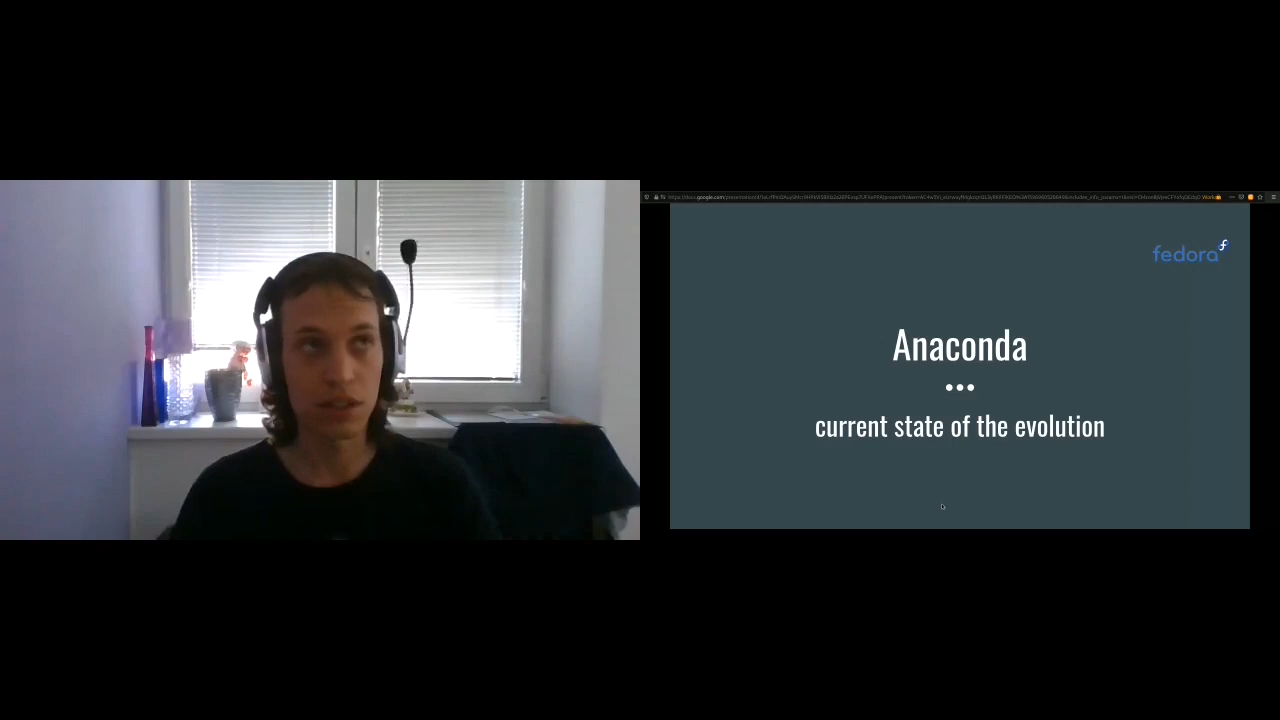 fedora
Anaconda
current state of the evolution